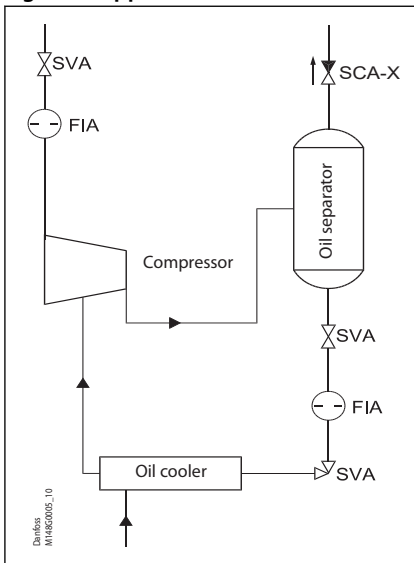 SVA
SCA-X
FIA
Oil separator
Compressor
SVA
FIA
Oil cooler
SVA
Danfoss
M148G0005_10